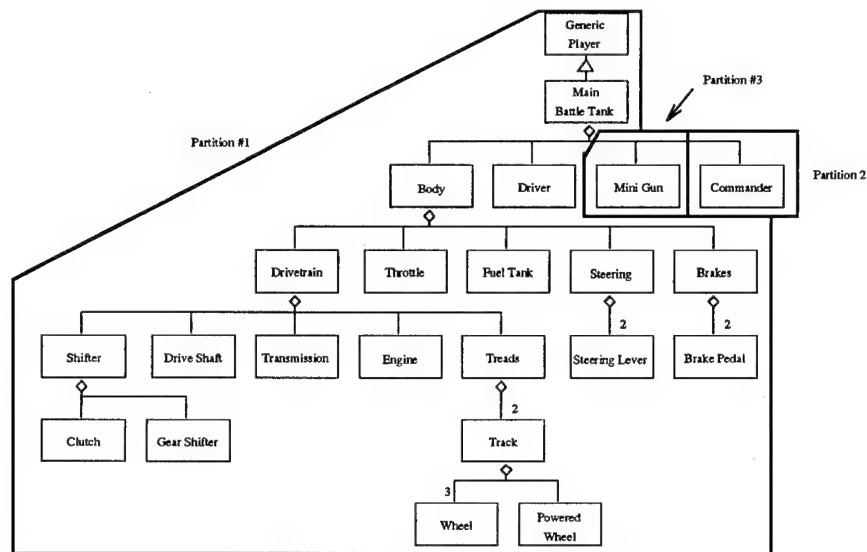 Generic
Player
Partition #3
Main
Battle Tank
Partition #1
Body
Driver
Mini Gun
Commander
Partition 2
Drivetrain
Throttle
Fuel Tank
Steering
Brakes
2
2
Shifter
Drive Shaft
Transmission
Engine
Treads
Steering Lever
Brake Pedal
2
Clutch
Gear Shifter
Track
3
Wheel
Powered
Wheel